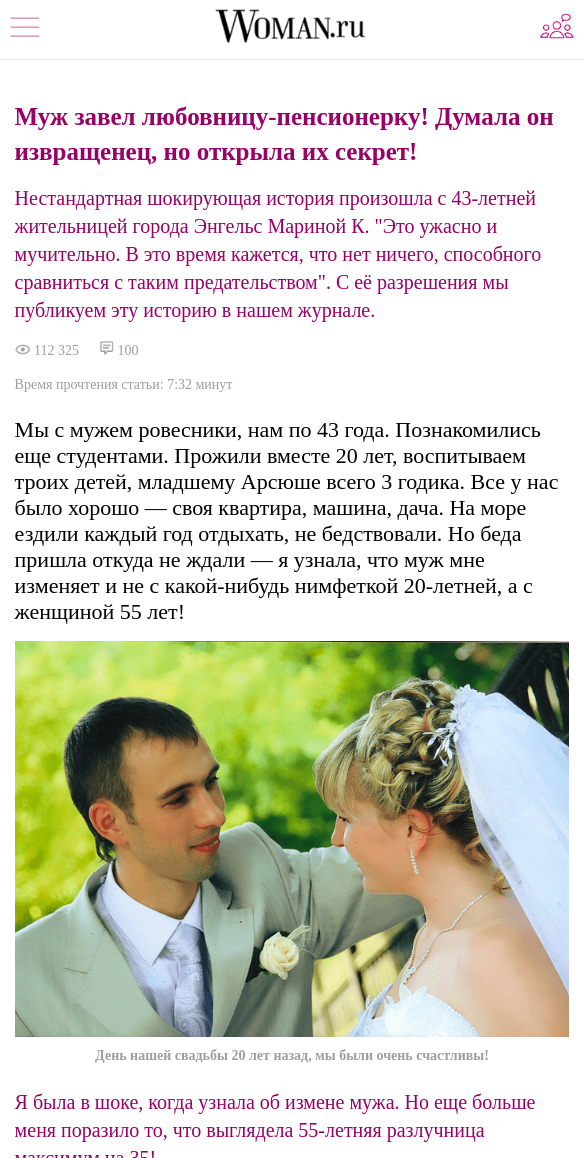 WOMAN.ru
Муж завел любовницу-пенсионерку! Думала он
извращенец, но открыла их секрет!
Нестандартная шокирующая история произошла с 43-летней
жительницей города Энгельс Мариной К. "Это ужасно и
мучительно. В это время кажется, что нет ничего, способного
сравниться с таким предательством". С её разрешения мы
публикуем эту историю в нашем журнале.
112 325 100
Время прочтения статьи: 7:32 минут
Мы с мужем ровесники, нам по 43 года. Познакомились
еще студентами. Прожили вместе 20 лет, воспитываем
троих детей, младшему Арсюше всего 3 годика. Все у нас
было хорошо — своя квартира, машина, дача. На море
ездили каждый год отдыхать, не бедствовали. Но беда
пришла откуда не ждали — я узнала, что муж мне
изменяет и не с какой-нибудь нимфеткой 20-летней, а с
женщиной 55 лет!
День нашей свадьбы 20 лет назад, мы были очень счастливы!
Я была в шоке, когда узнала об измене мужа. Но еще больше
меня поразило то, что выглядела 55-летняя разлучница
максимум на 35!